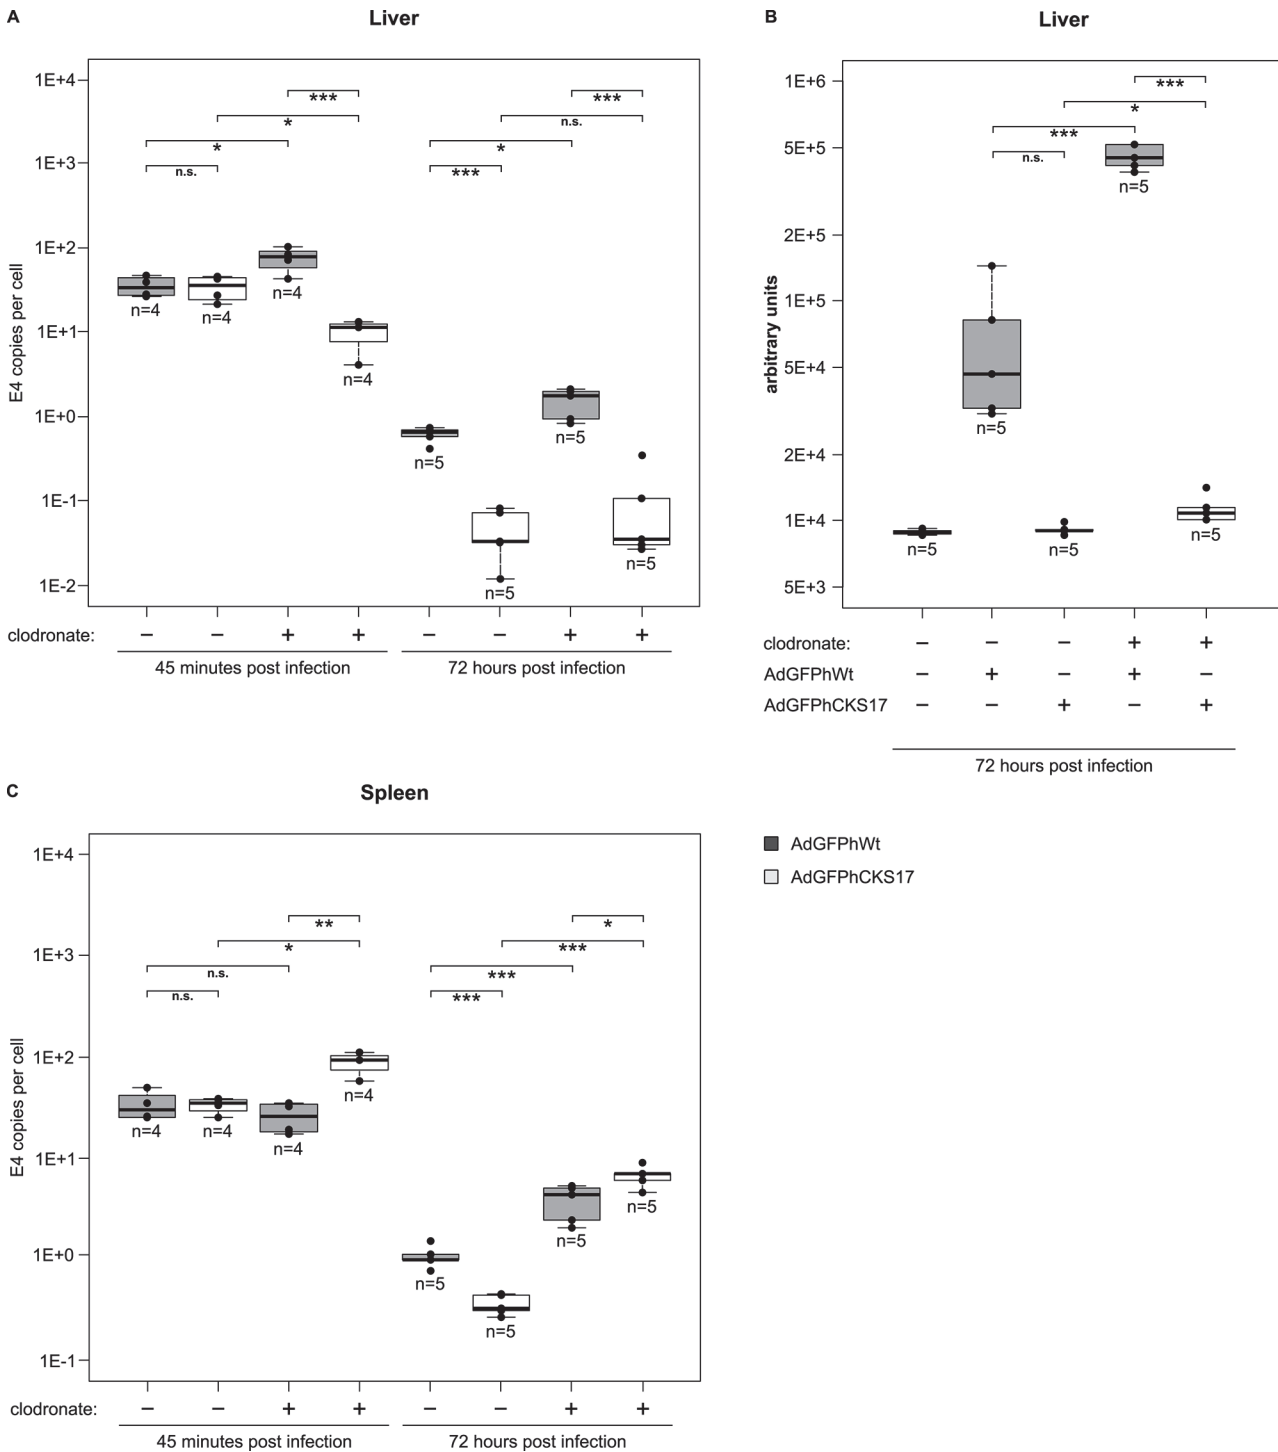 A
Liver
1E+4
1E+3
1E+2
1E+1
1E+0
1E-1
1E-2
E4 copies per cell
***
*
*
n.s.
***
n.s.
*
***
n=4
n=4
n=4
n=4
n=5
n=5
n=5
n=5
clodronate: − − + + − − + +
45 minutes post infection
72 hours post infection
B
Liver
1E+6
5E+5
2E+5
1E+5
5E+4
2E+4
1E+4
5E+3
arbitrary units
***
*
***
n.s.
n=5
n=5
n=5
n=5
n=5
clodronate: − − − + +
AdGFPhWt − + − + −
AdGFPhCKS17 − − + − +
72 hours post infection
C
Spleen
1E+4
1E+3
1E+2
1E+1
1E+0
1E-1
E4 copies per cell
**
*
n.s.
n.s.
*
***
***
***
n=4
n=4
n=4
n=4
n=5
n=5
n=5
n=5
clodronate: − − + + − − + +
45 minutes post infection
72 hours post infection
AdGFPhWt
AdGFPhCKS17